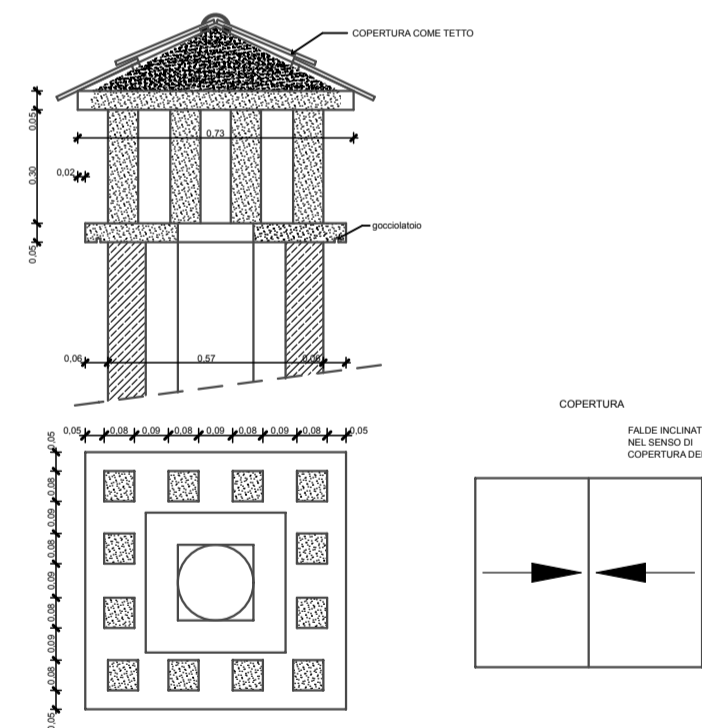 COPERTURA COME TETTO
0,05
0,73
0,30
0,02
gocciolatoio
0,05
0,06 0,57 0,06
COPERTURA
FALDE INCLINAT
NEL SENSO DI
COPERTURA DE
0,05 0,08 0,09 0,08 0,09 0,08 0,09 0,08 0,05
0,05
0,08
0,09
0,08
0,09
0,08
0,09
0,08
0,05